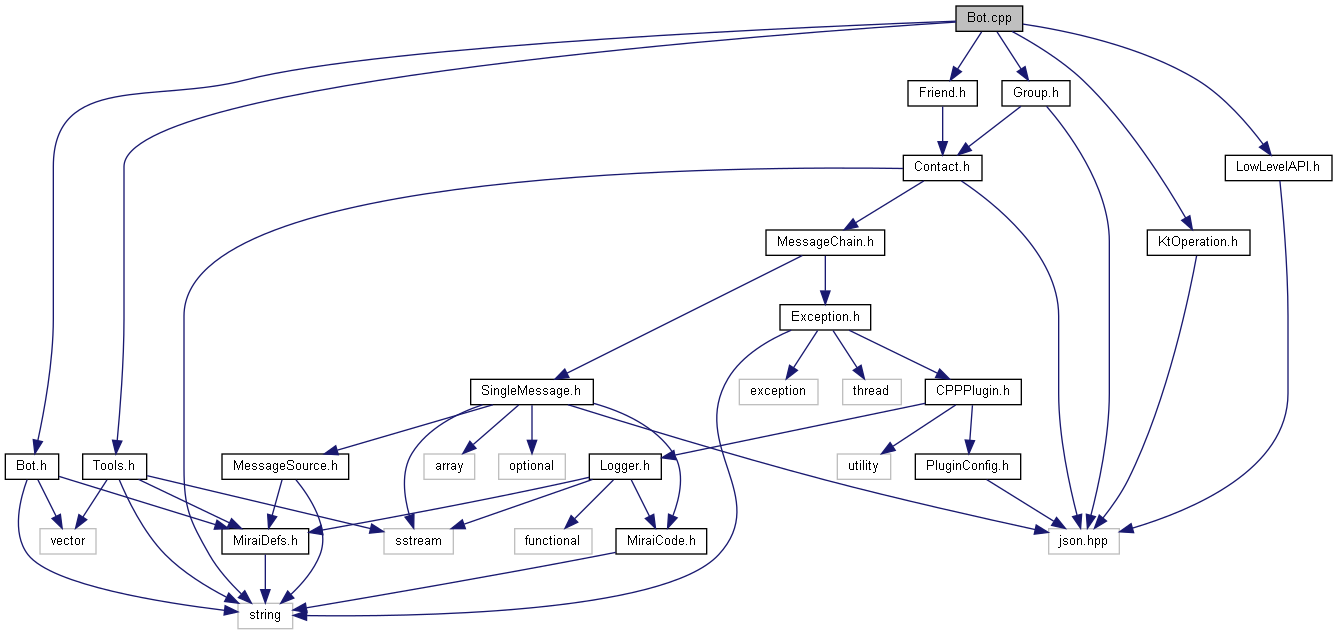 Bot.cpp
Friend.h
Group.h
Contact.h
LowLevelAPI.h
MessageChain.h
KtOperation.h
Exception.h
SingleMessage.h
exception
thread
CPPPlugin.h
Bot.h
Tools.h
MessageSource.h
array
optional
Logger.h
utility
PluginConfig.h
vector
MiraiDefs.h
sstream
functional
MiraiCode.h
json.hpp
string